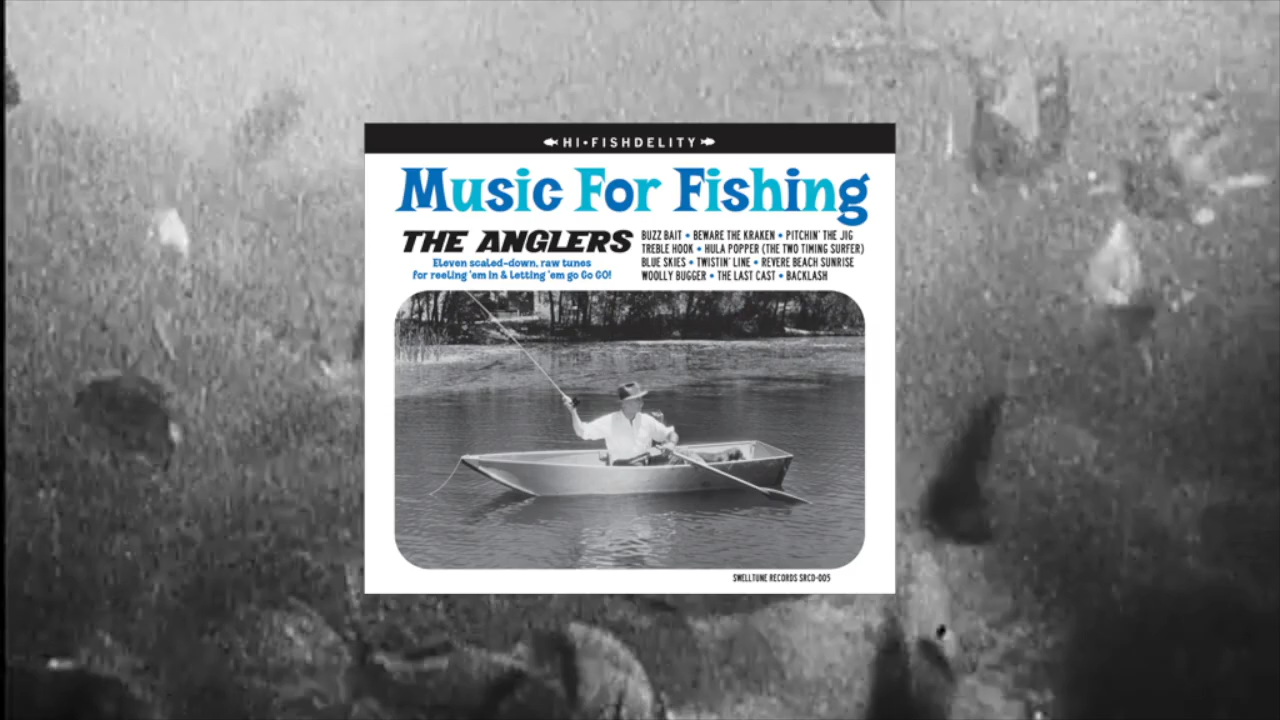 HI•FISHDELITY
Music For Fishing
THE ANGLERS
Eleven scaled-down, raw tunes
for reeling 'em in & letting 'em go Go GO!
BUZZ BAIT • BEWARE THE KRAKEN • PITCHIN' THE JIG
TREBLE HOOK • HULA POPPER (THE TWO TIMING SURFER)
BLUE SKIES • TWISTIN' LINE • REVERE BEACH SUNRISE
WOOLLY BUGGER • THE LAST CAST • BACKLASH
SWELLTUNE RECORDS SRCD-005